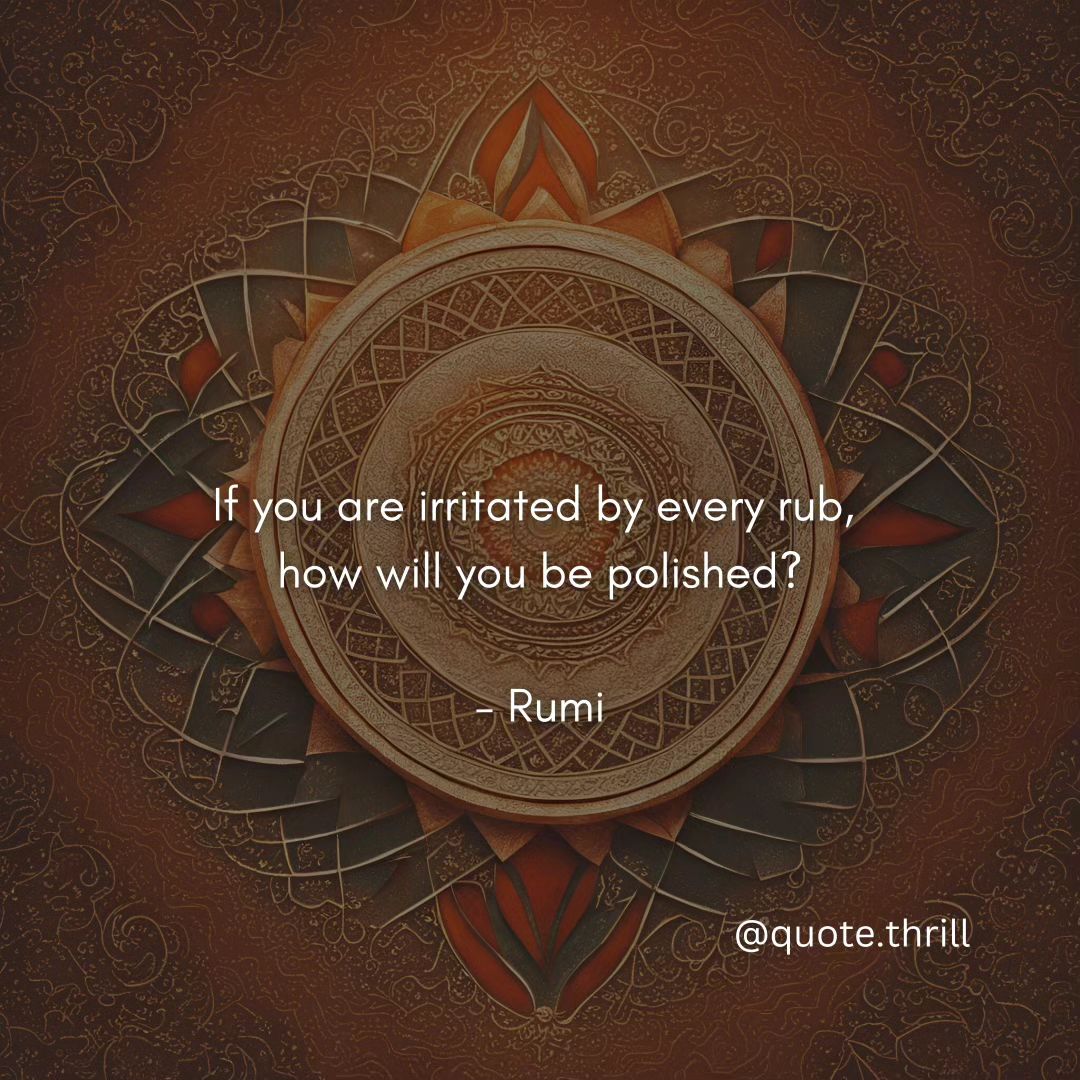 If you are irritated by every rub,
how will you be polished?
– Rumi
@quote.thrill